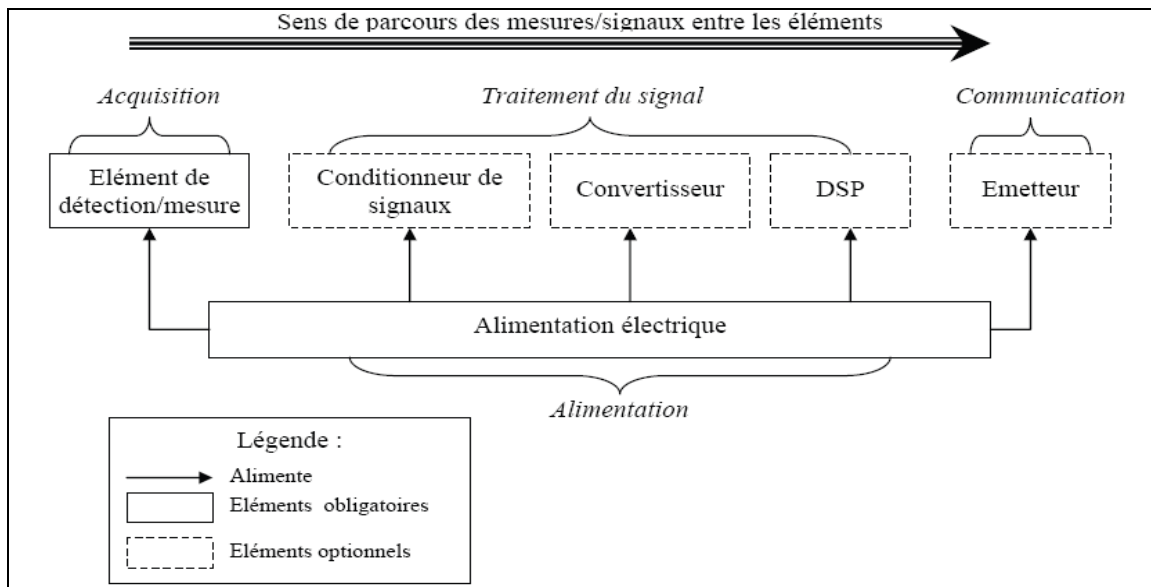 Sens de parcours des mesures/signaux entre les éléments
Acquisition
Traitement du signal
Communication
Elément de
détection/mesure
Conditionneur de
signaux
Convertisseur
DSP
Emetteur
Alimentation électrique
Alimentation
Légende :
Alimente
Eléments obligatoires
Eléments optionnels